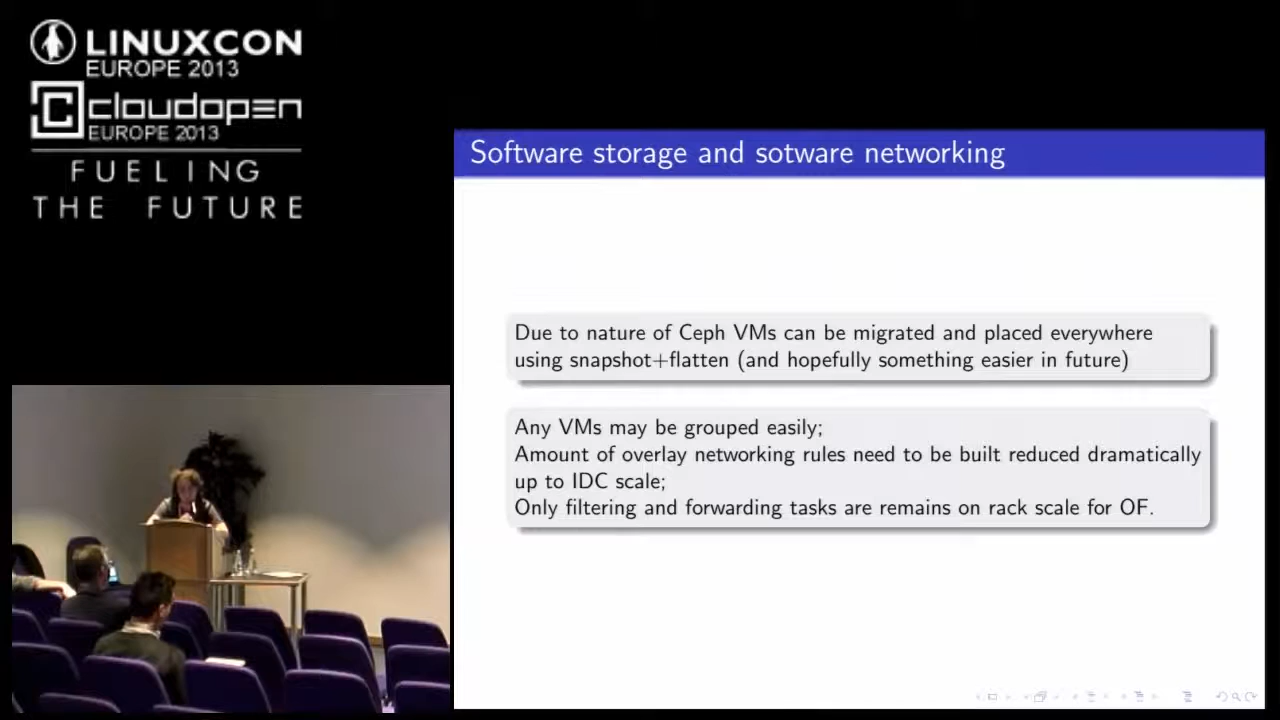 LINUXCON
EUROPE 2013
cloudopen
EUROPE 2013
FUELING
THE FUTURE
Software storage and sotware networking
Due to nature of Ceph VMs can be migrated and placed everywhere
using snapshot+flatten (and hopefully something easier in future)
Any VMs may be grouped easily;
Amount of overlay networking rules need to be built reduced dramatically
up to IDC scale;
Only filtering and forwarding tasks are remains on rack scale for OF.